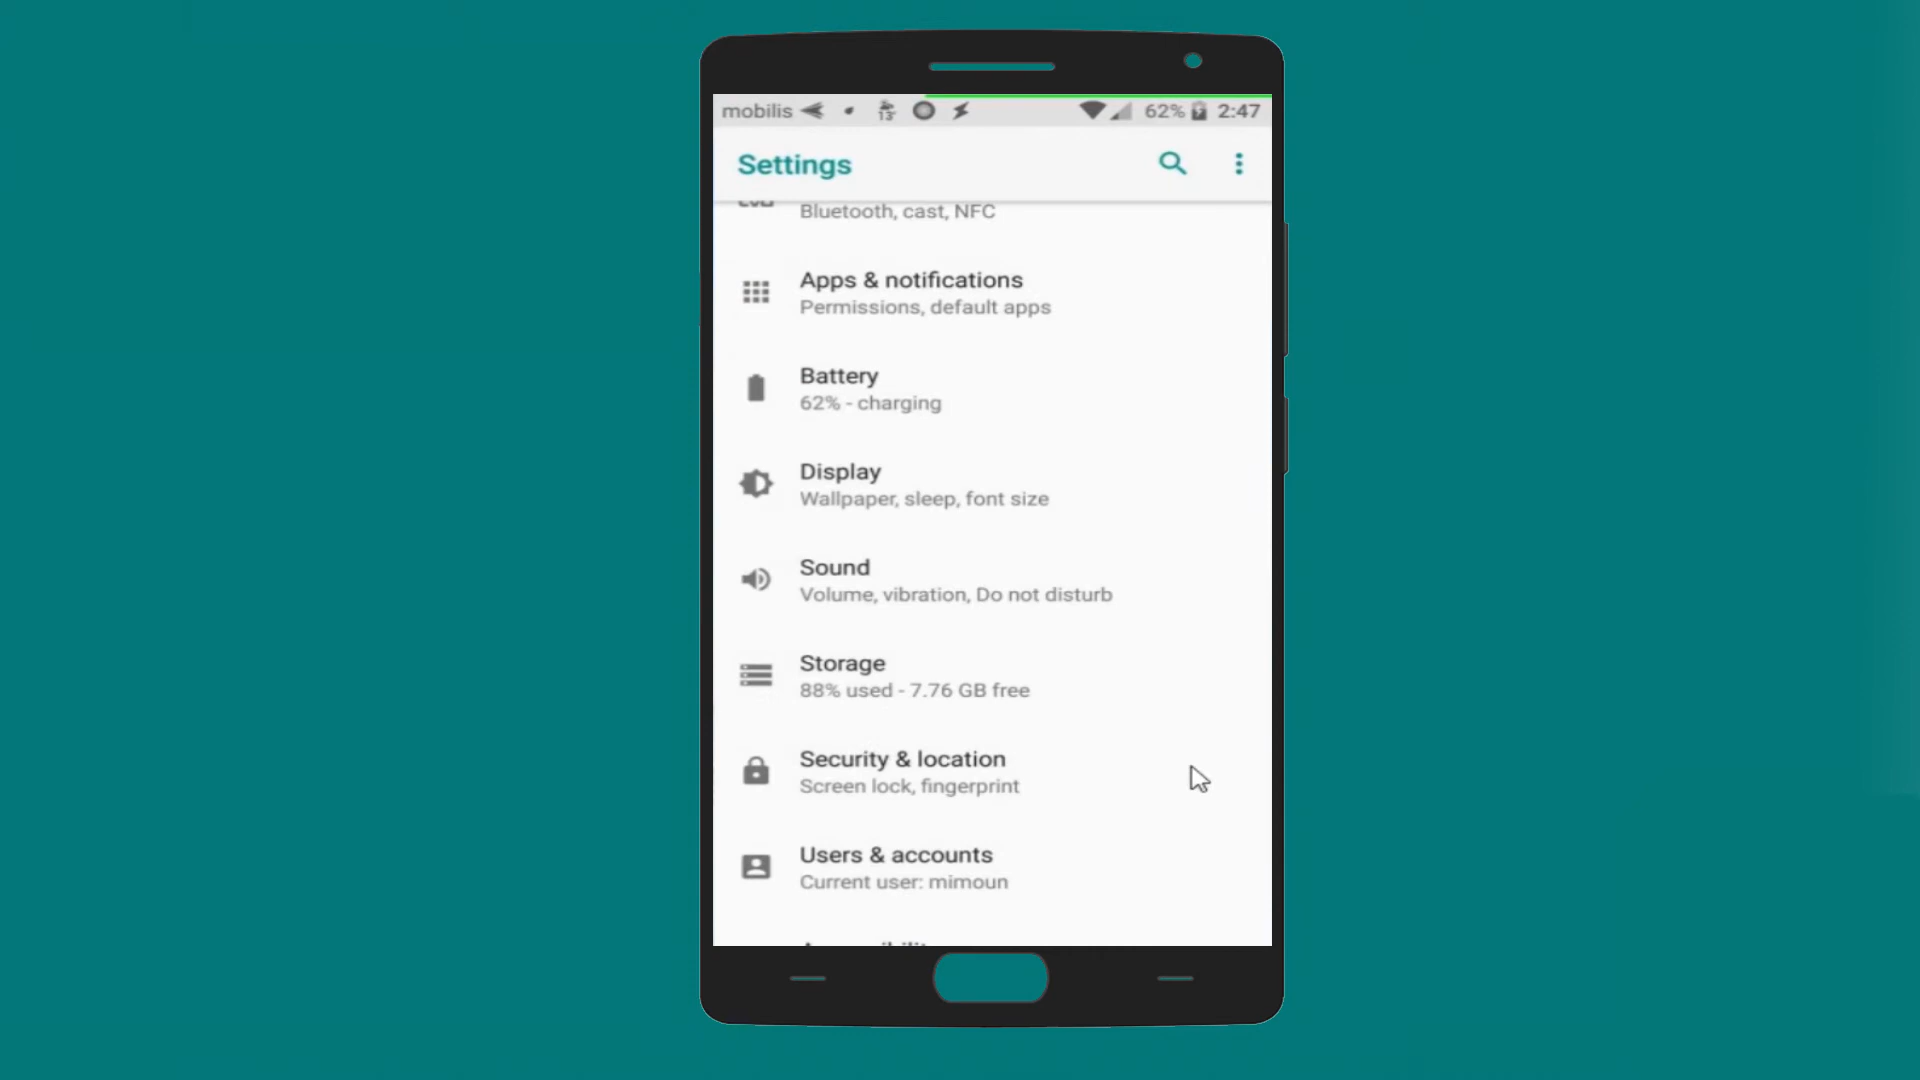 mobilis 13° 62% 2:47
Settings
Bluetooth, cast, NFC
Apps & notifications
Permissions, default apps
Battery
62% - charging
Display
Wallpaper, sleep, font size
Sound
Volume, vibration, Do not disturb
Storage
88% used - 7.76 GB free
Security & location
Screen lock, fingerprint
Users & accounts
Current user: mimoun